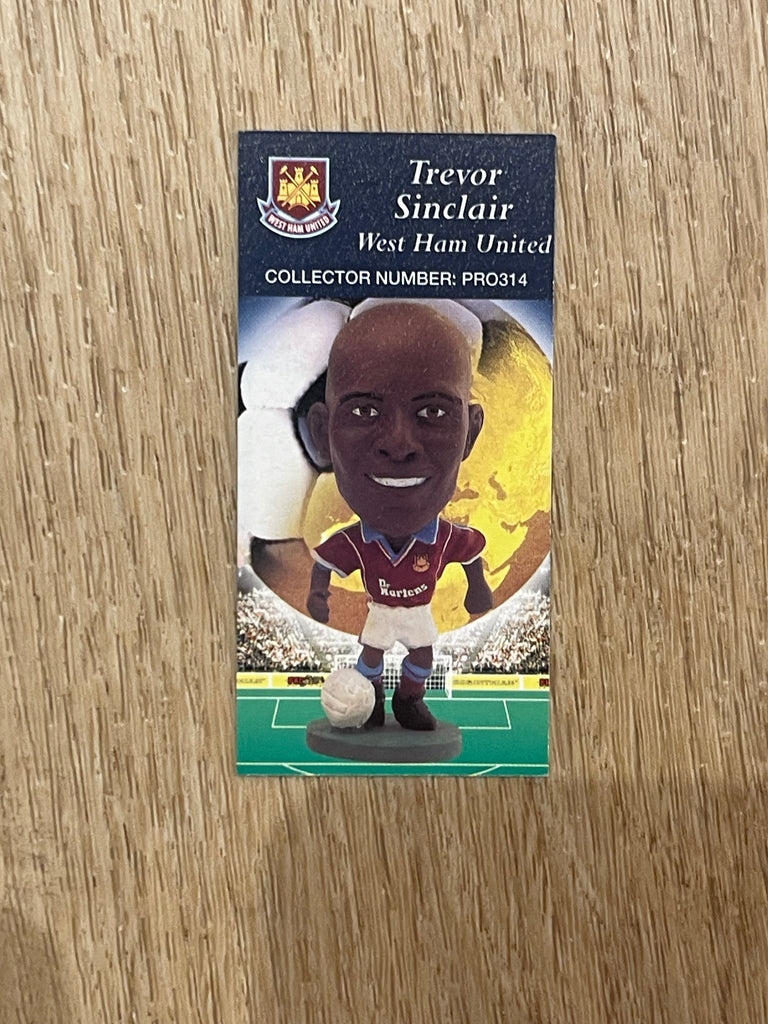 Trevor
Sinclair
West Ham United
WEST HAM UNITED
COLLECTOR NUMBER: PRO314
Dr.
Martens